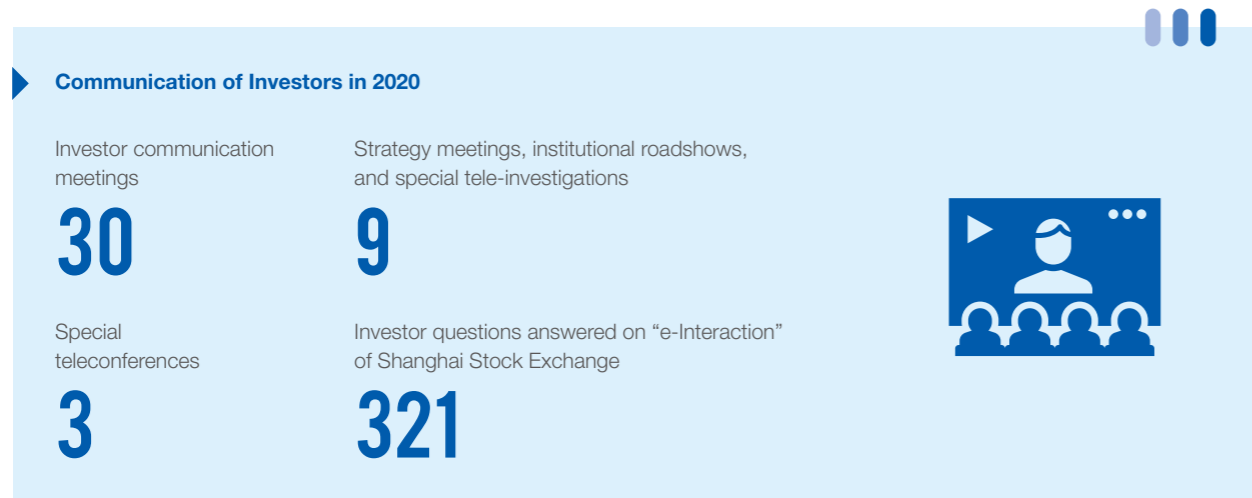 Communication of Investors in 2020
Investor communication
meetings
30
Strategy meetings, institutional roadshows,
and special tele-investigations
9
Special
teleconferences
3
Investor questions answered on “e-Interaction”
of Shanghai Stock Exchange
321